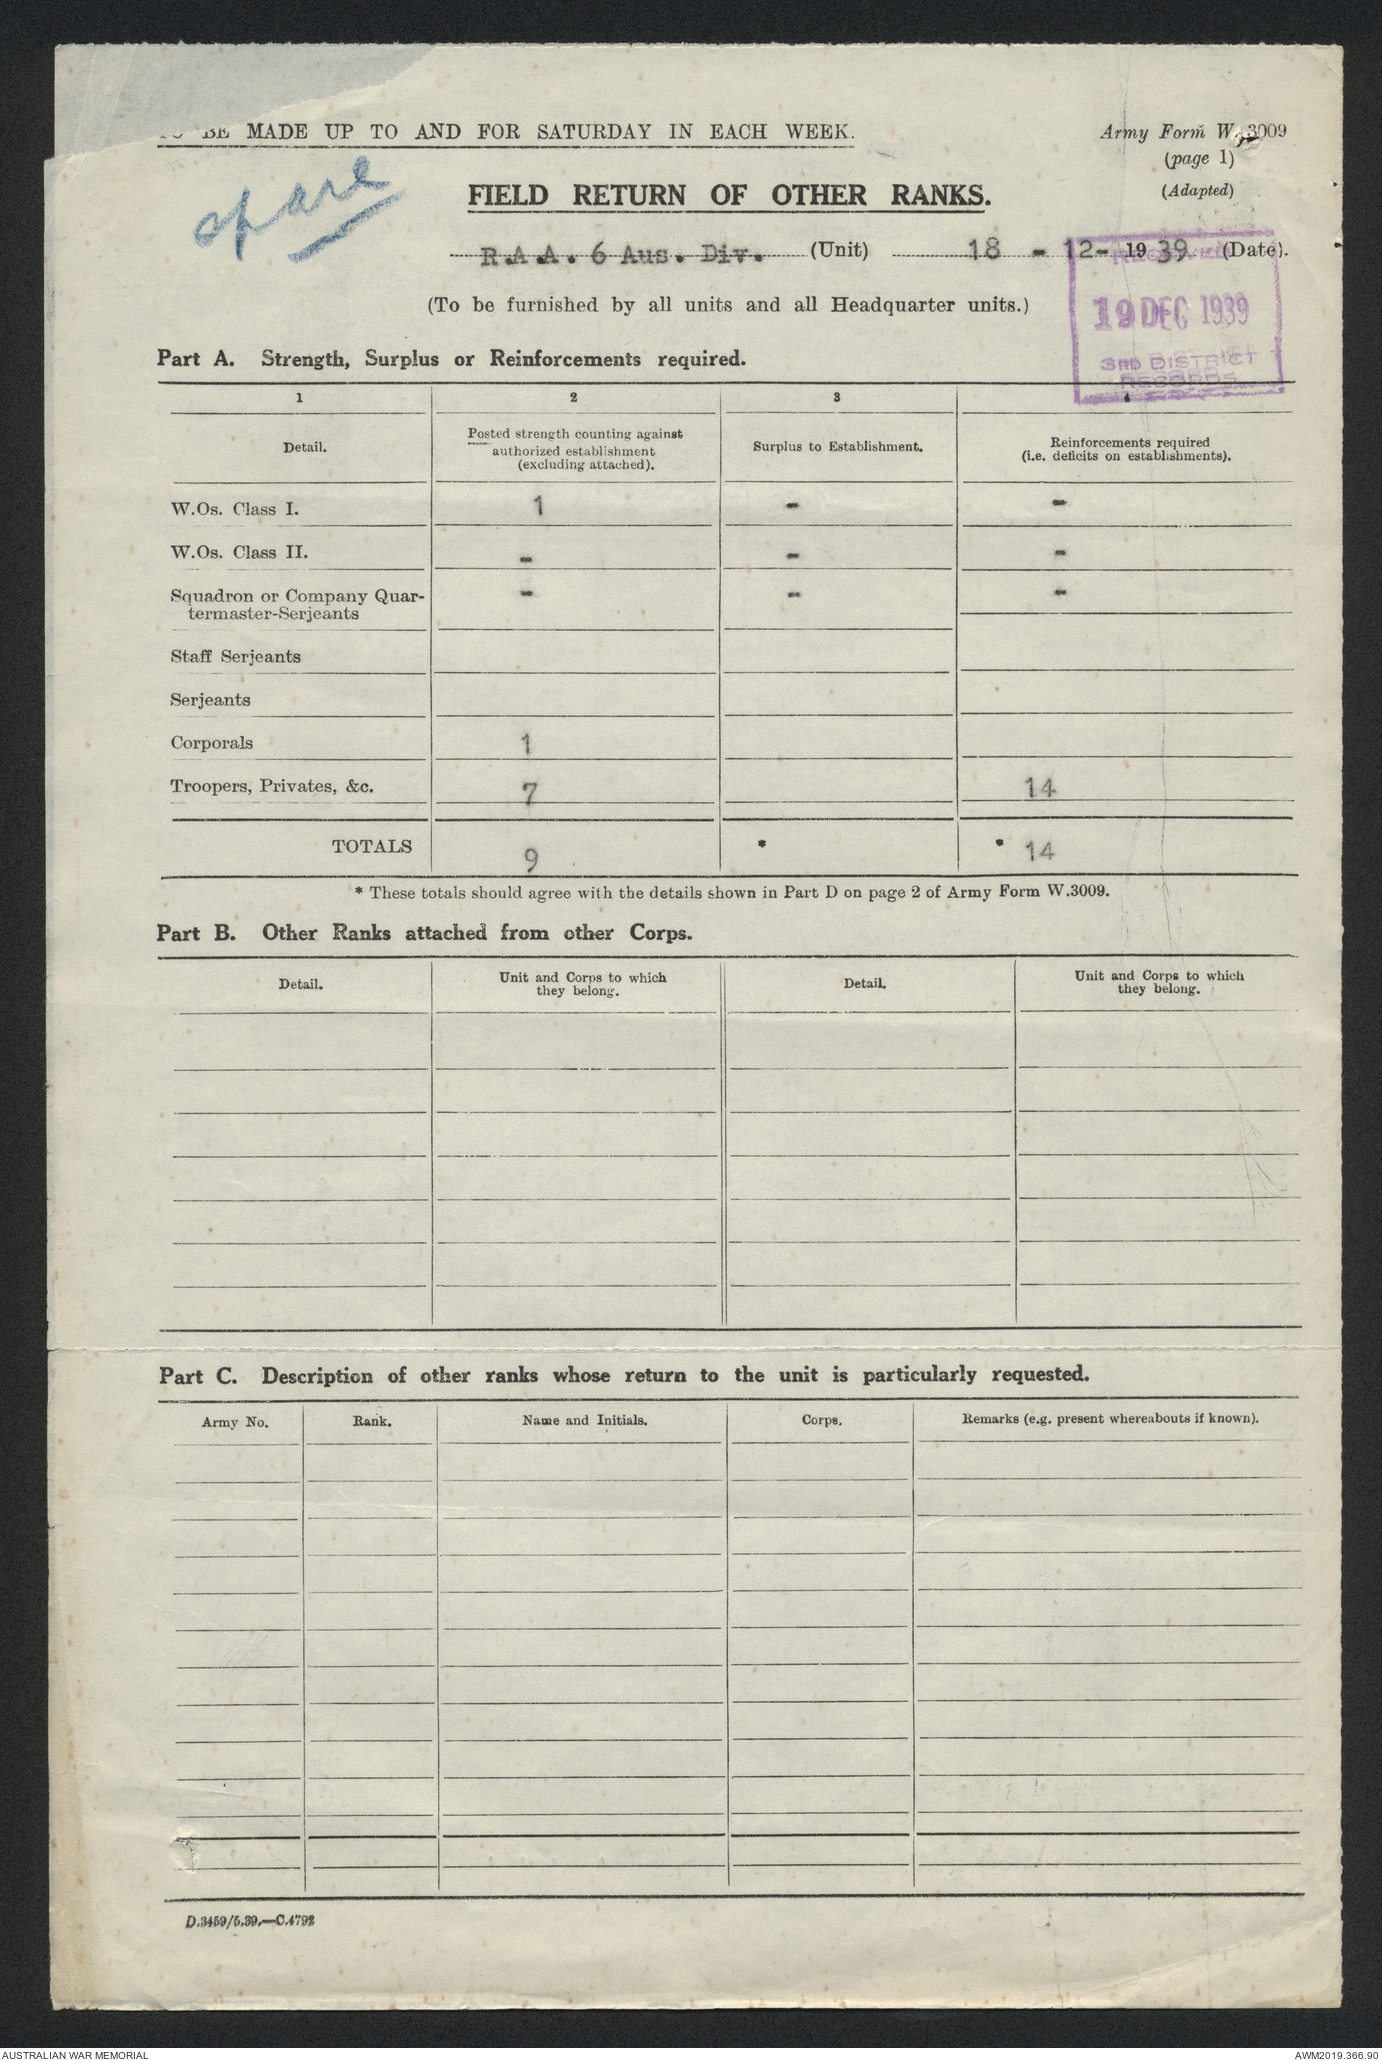 TO BE MADE UP TO AND FOR SATURDAY IN EACH WEEK.
Army Form W.3009
(page 1)
(Adapted)
spare
FIELD RETURN OF OTHER RANKS.
R.A.A. 6 Aus. Div. (Unit) 18 - 12- 1939 (Date).
RECEIVED
19 DEC 1939
3RD DISTRICT
RECORDS
(To be furnished by all units and all Headquarter units.)
Part A. Strength, Surplus or Reinforcements required.
1 2 3 4
Detail.
Posted strength counting against
authorized establishment
(excluding attached).
Surplus to Establishment.
Reinforcements required
(i.e. deficits on establishments).
W.Os. Class I. 1 - -
W.Os. Class II. - - -
Squadron or Company Quar- - - -
termaster-Serjeants
Staff Serjeants
Serjeants
Corporals 1
Troopers, Privates, &c. 7 14
TOTALS 9 * * 14
* These totals should agree with the details shown in Part D on page 2 of Army Form W.3009.
Part B. Other Ranks attached from other Corps.
Detail.
Unit and Corps to which
they belong.
Detail.
Unit and Corps to which
they belong.
Part C. Description of other ranks whose return to the unit is particularly requested.
Army No. Rank. Name and Initials. Corps. Remarks (e.g. present whereabouts if known).
D.3459/5.39.—C.4792
AUSTRALIAN WAR MEMORIAL
AWM2019.366.90